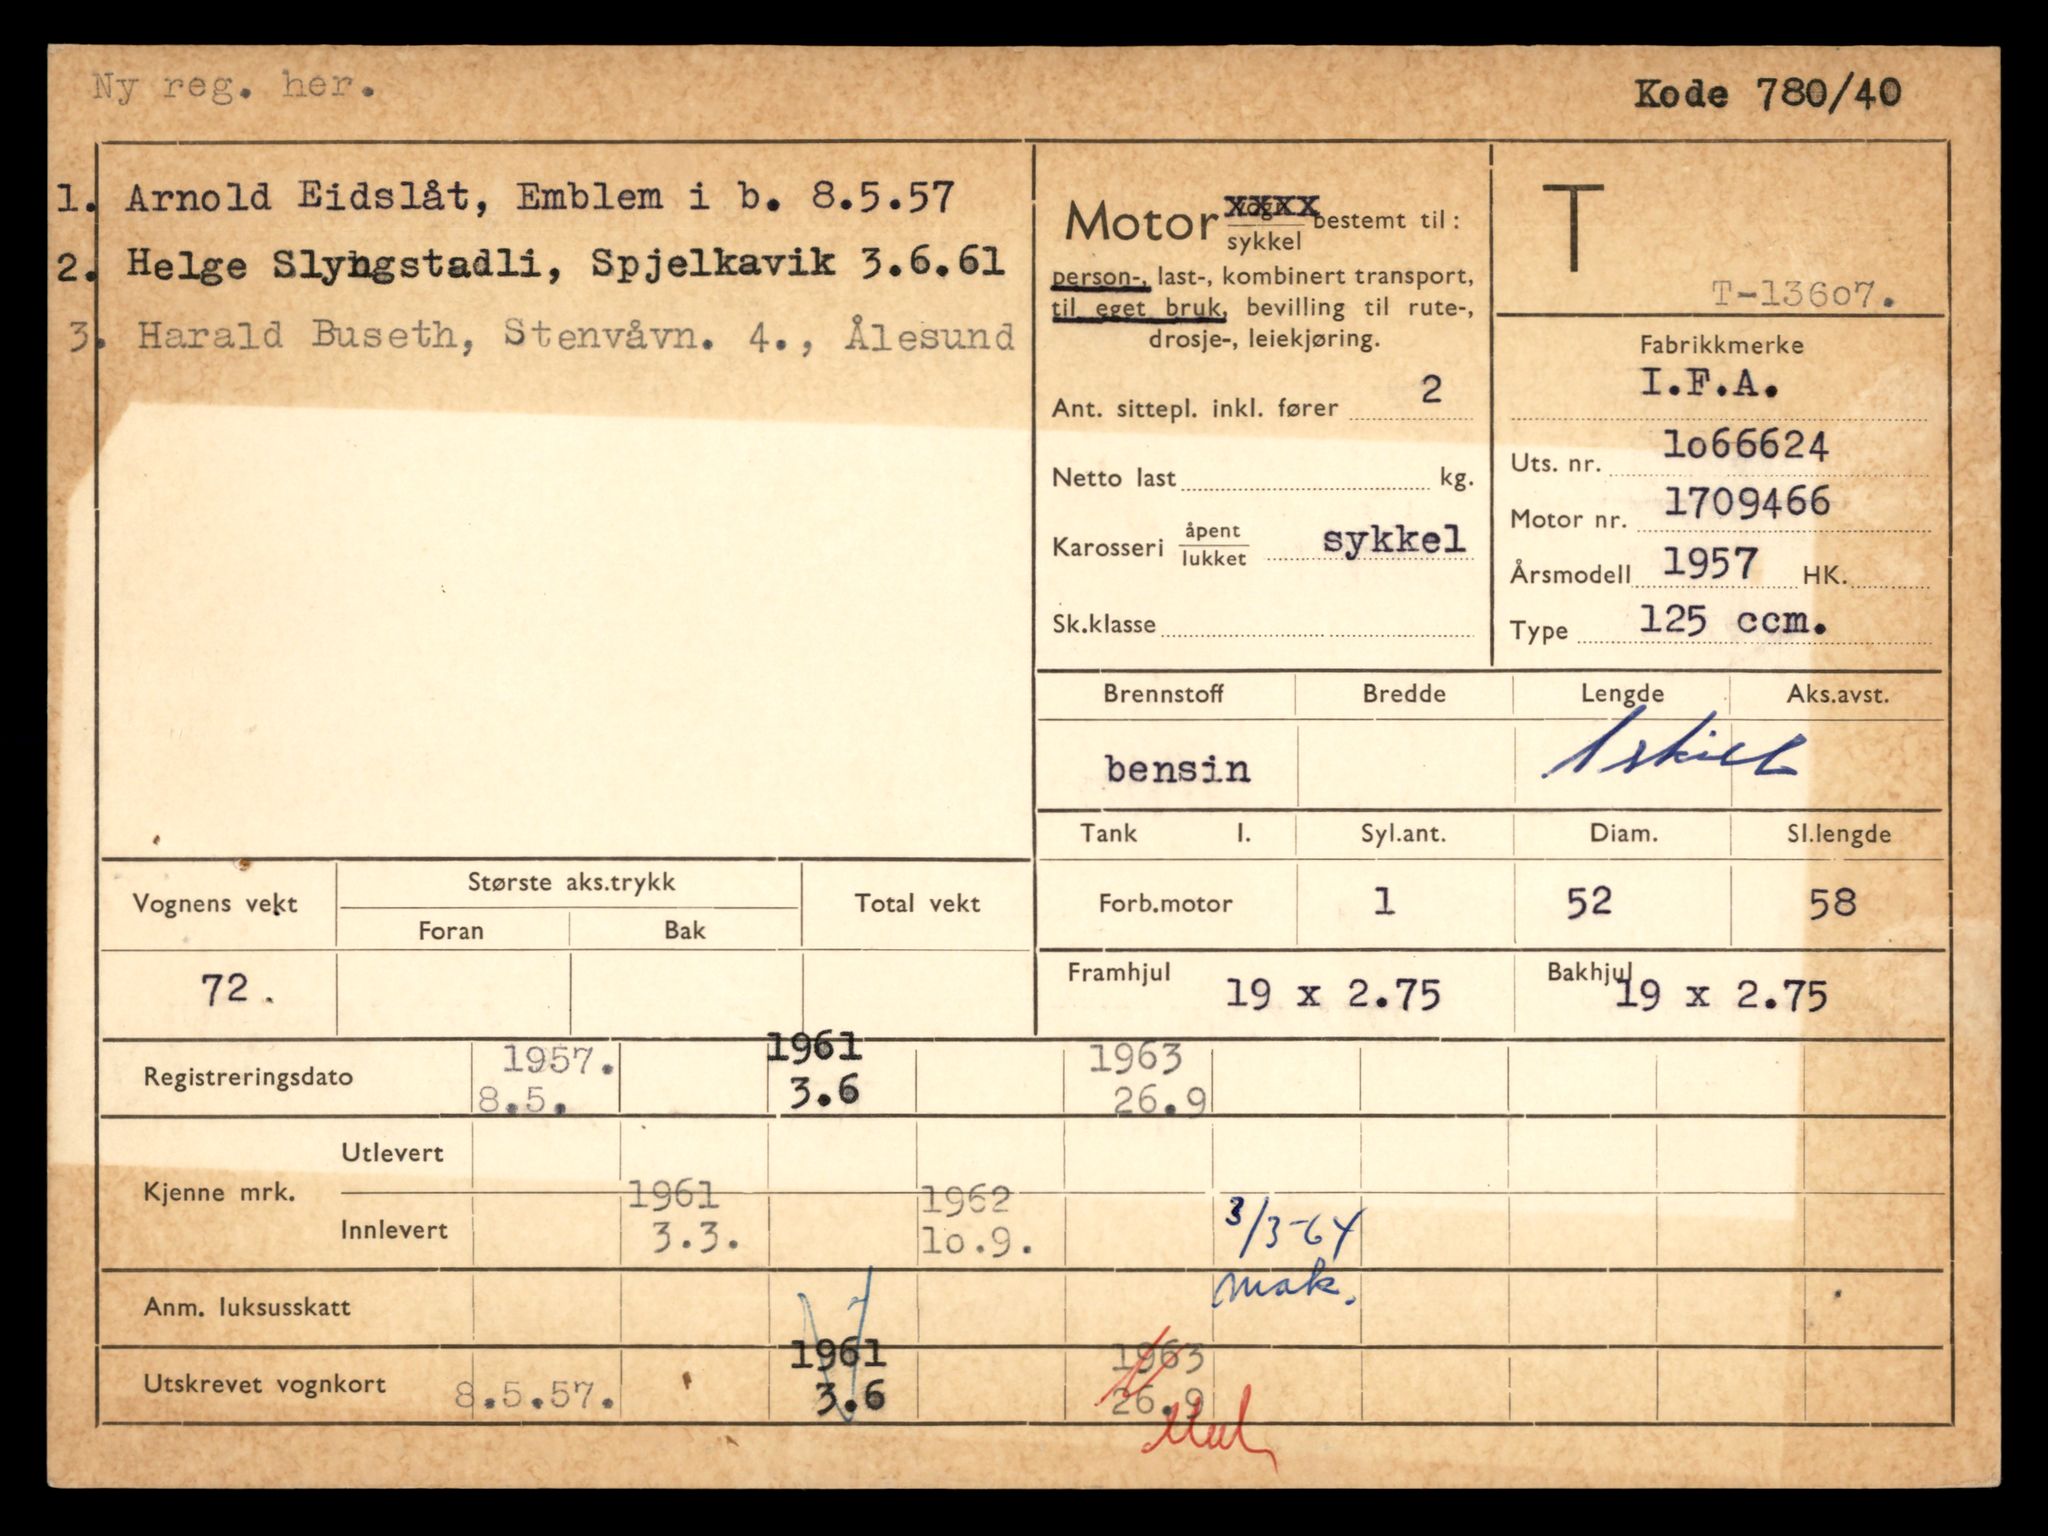 Ny reg. her.
Kode 780/40
1. Arnold Eidslåt, Emblem i b. 8.5.57
2. Helge Slyngstadli, Spjelkavik 3.6.61
3. Harald Buseth, Stenvåvn. 4., Ålesund
Motor xxxx sykkel bestemt til:
person-, last-, kombinert transport,
til eget bruk, bevilling til rute-,
drosje-, leiekjøring.
Ant. sittepl. inkl. fører 2
Netto last kg.
Karosseri åpent lukket sykkel
Sk.klasse
T
T-13607.
Fabrikkmerke
I.F.A.
Uts. nr. 1o66624
Motor nr. 1709466
Årsmodell 1957 HK.
Type 125 ccm.
Brennstoff Bredde Lengde Aks.avst.
bensin 1 skilt
Tank l. Syl.ant. Diam. Sl.lengde
Forb.motor 1 52 58
Framhjul 19 x 2.75 Bakhjul 19 x 2.75
Vognens vekt Største aks.trykk Total vekt
Foran Bak
72.
Registreringsdato 1957. 1961 1963
8.5. 3.6 26.9
Kjenne mrk. Utlevert
Innlevert 1961 1962 3/3-64
3.3. 1o.9.
mak.
Anm. luksusskatt
Utskrevet vognkort 8.5.57. 1961 1963
3.6 26.9